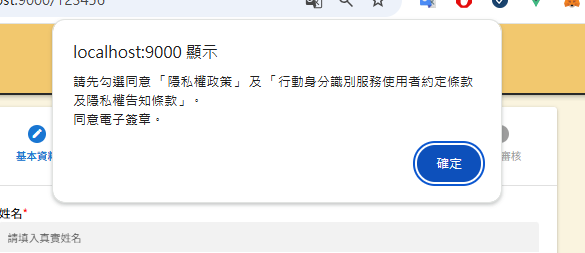 localhost:9000 顯示
請先勾選同意「隱私權政策」及「行動身分識別服務使用者約定條款
及隱私權告知條款」。
同意電子簽章。
確定
基本資料
審核
姓名*
請填入真實姓名